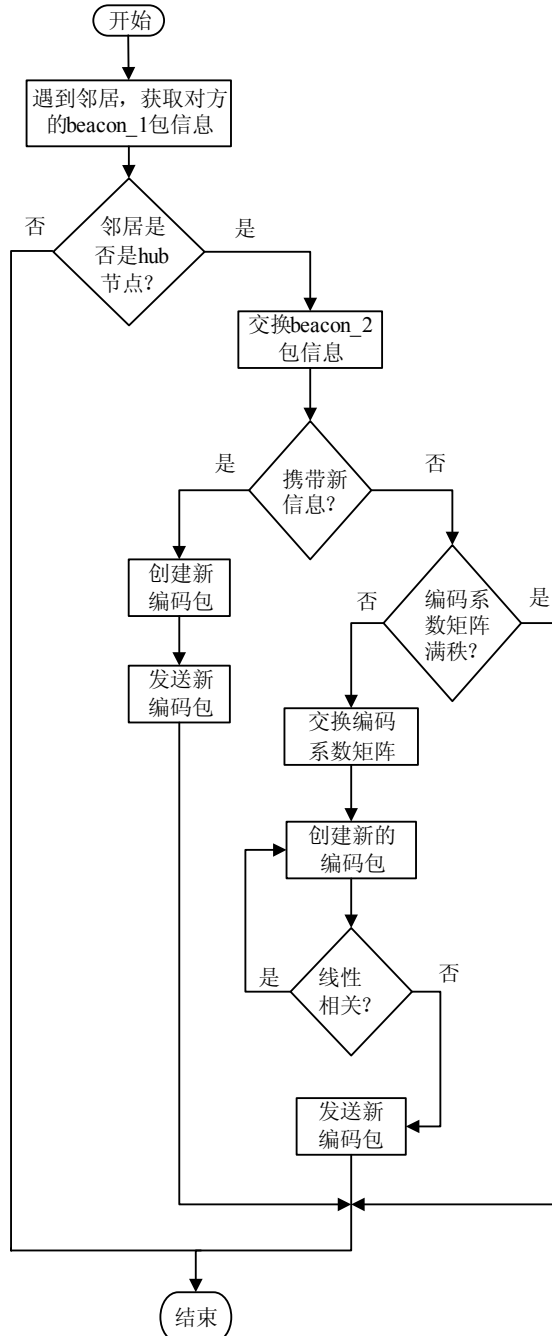 开始
遇到邻居，获取对方
的beacon_1包信息
否
邻居是
否是hub
节点？
是
交换beacon_2
包信息
是
携带新
信息？
否
创建新
编码包
否
编码系
数矩阵
满秩？
是
发送新
编码包
交换编码
系数矩阵
创建新的
编码包
是
线性
相关？
否
发送新
编码包
结束